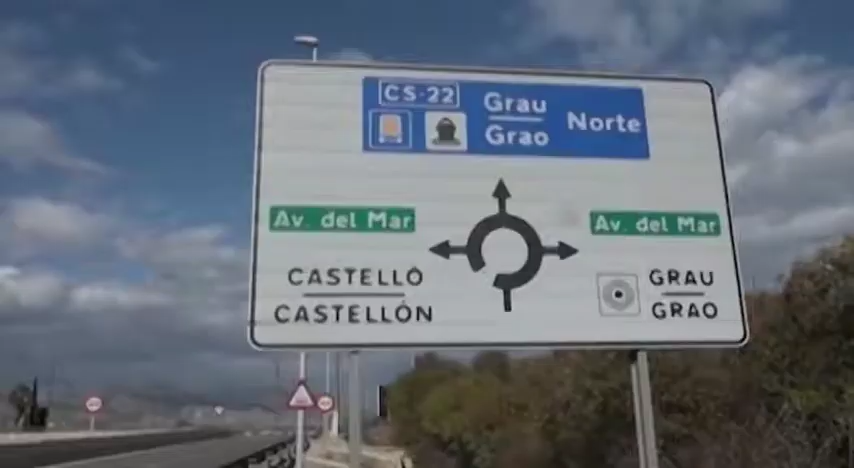 CS-22
Grau
Grao
Norte
Av. del Mar
Av. del Mar
CASTELLÓ
CASTELLÓN
GRAU
GRAO